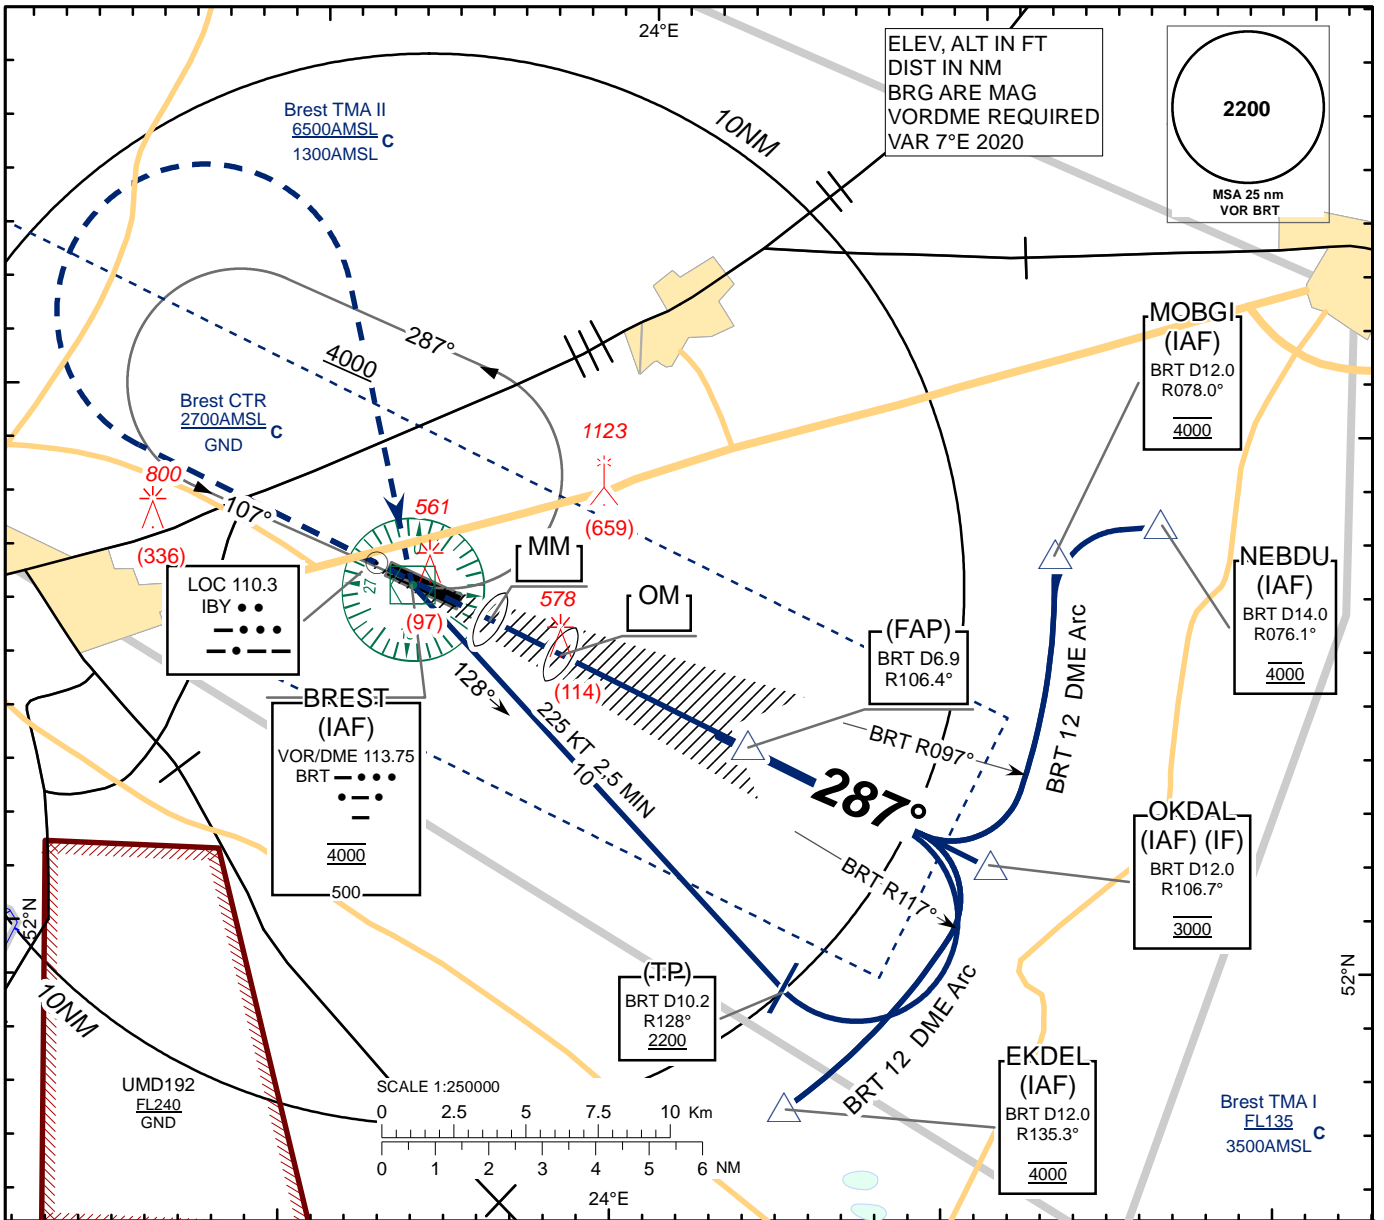 24°E
ELEV, ALT IN FT
DIST IN NM
BRG ARE MAG
VORDME REQUIRED
VAR 7°E 2020
2200
MSA 25 nm
VOR BRT
10NM
Brest TMA II
6500AMSL
C
1300AMSL
287°
4000
Brest CTR
2700AMSL
C
GND
MOBGI
(IAF)
BRT D12.0
R078.0°
4000
800
(336)
107°
561
(97)
1123
(659)
27
MM
578
(114)
OM
LOC 110.3
IBY
NEBDU
(IAF)
BRT D14.0
R076.1°
4000
(FAP)
BRT D6.9
R106.4°
BREST
(IAF)
VOR/DME 113.75
BRT
4000
500
128°
225 KT 2.5 MIN
10
BRT R097°
BRT 12 DME Arc
287°
OKDAL
(IAF) (IF)
BRT D12.0
R106.7°
3000
BRT R117°
52°N
10NM
(TP)
BRT D10.2
R128°
2200
BRT 12 DME Arc
52°N
EKDEL
(IAF)
BRT D12.0
R135.3°
4000
UMD192
FL240
GND
SCALE 1:250000
0 2.5 5 7.5 10 Km
0 1 2 3 4 5 6 NM
24°E
Brest TMA I
FL135
C
3500AMSL